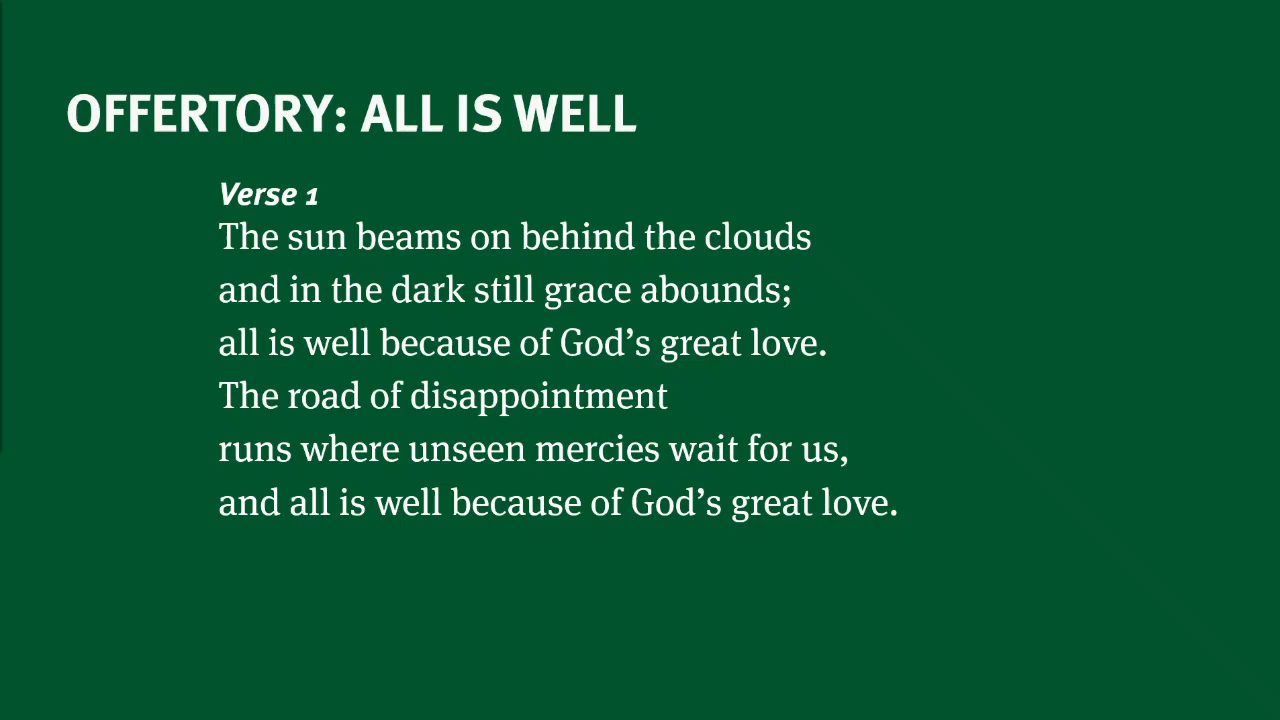 OFFERTORY: ALL IS WELL
Verse 1
The sun beams on behind the clouds
and in the dark still grace abounds;
all is well because of God’s great love.
The road of disappointment
runs where unseen mercies wait for us,
and all is well because of God’s great love.